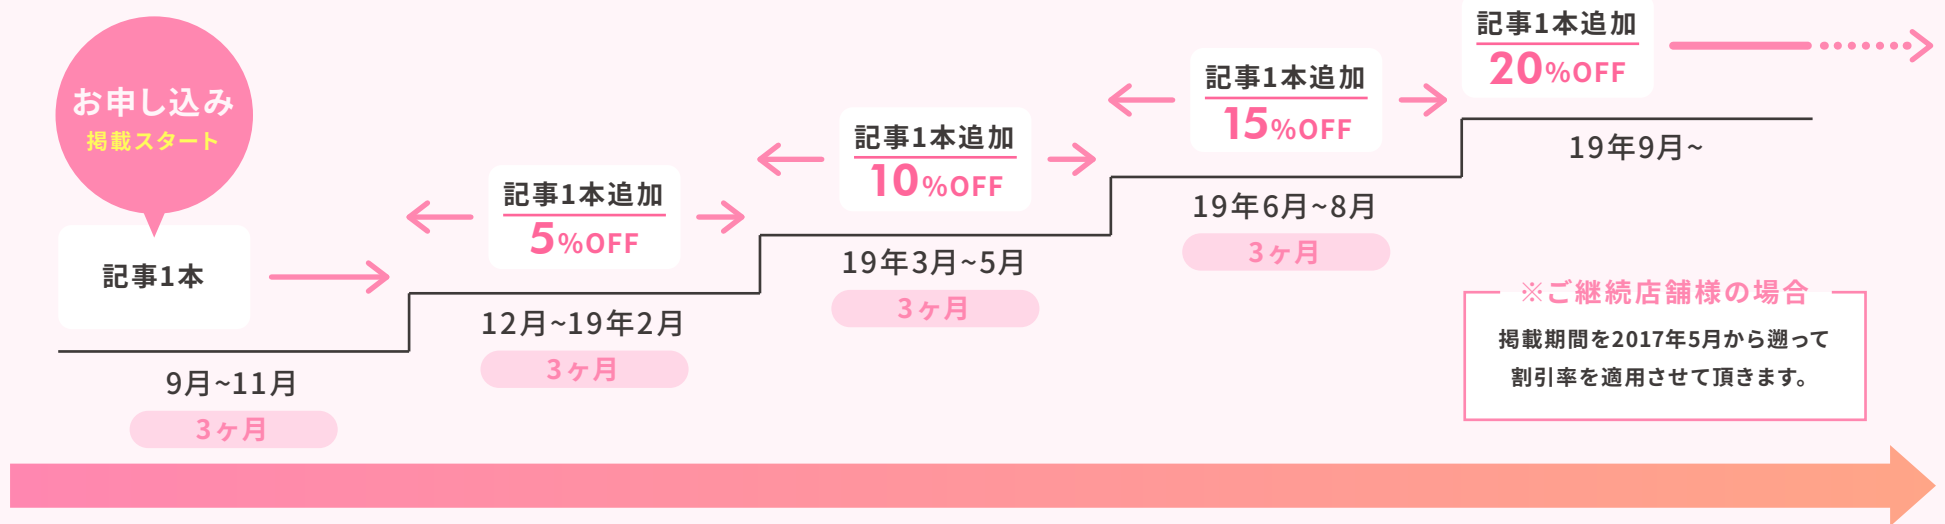 お申し込み
掲載スタート
記事1本
9月~11月
3ヶ月
記事1本追加
5%OFF
12月~19年2月
3ヶ月
記事1本追加
10%OFF
19年3月~5月
3ヶ月
記事1本追加
15%OFF
19年6月~8月
3ヶ月
記事1本追加
20%OFF
19年9月~
※ご継続店舗様の場合
掲載期間を2017年5月から遡って
割引率を適用させて頂きます。